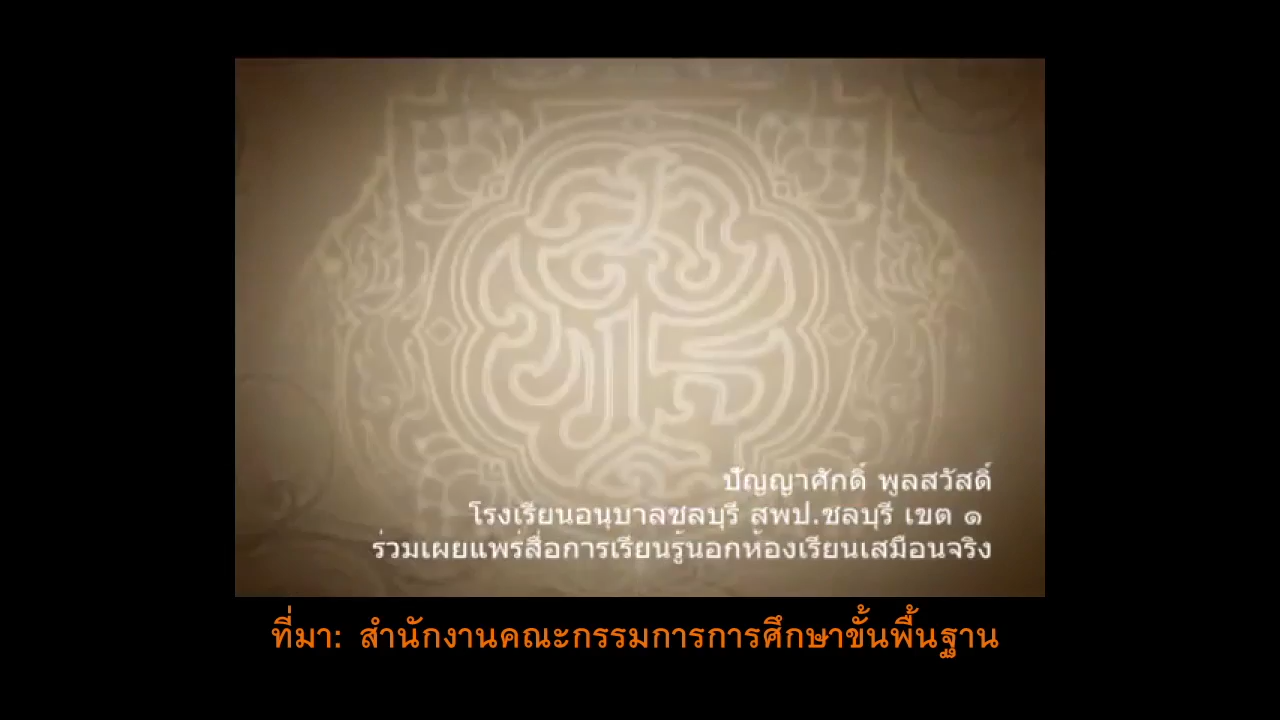 ปัญญาศักดิ์ พูลสวัสดิ์
โรงเรียนอนุบาลชลบุรี สพป.ชลบุรี เขต ๑
ร่วมเผยแพร่สื่อการเรียนรู้นอกห้องเรียนเสมือนจริง
ที่มา: สำนักงานคณะกรรมการการศึกษาขั้นพื้นฐาน